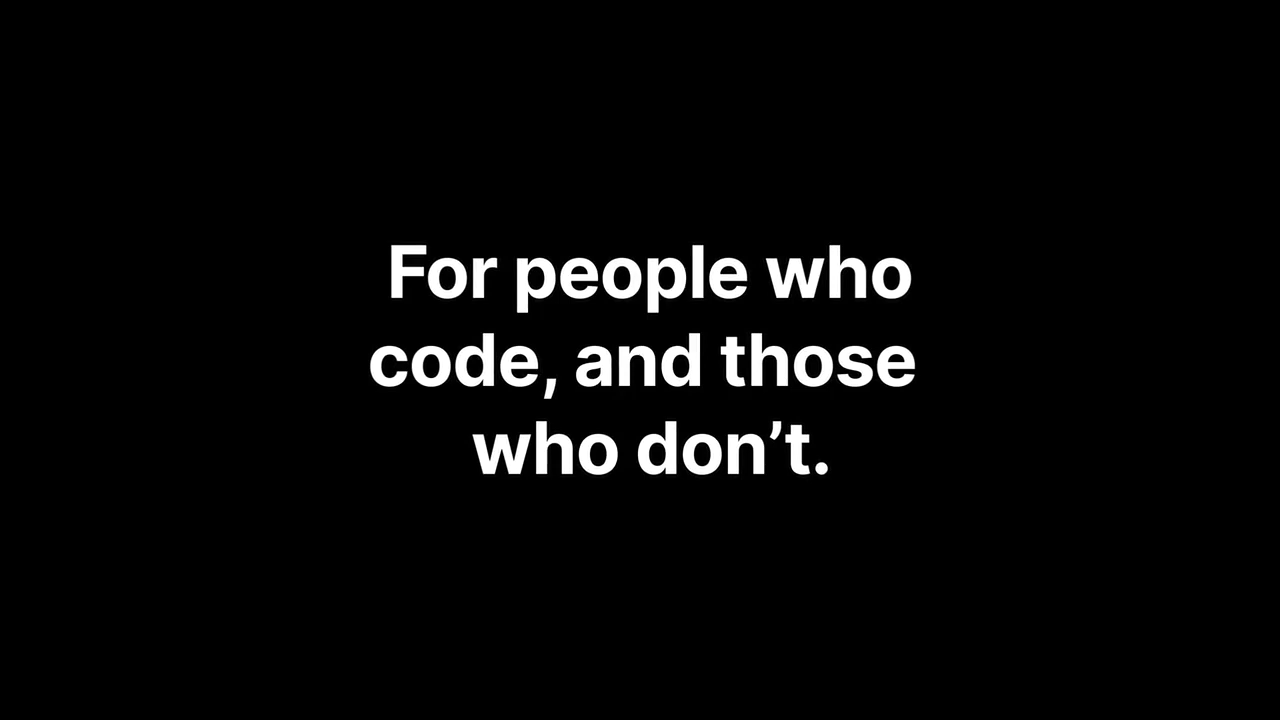 For people who
code, and those
who don’t.